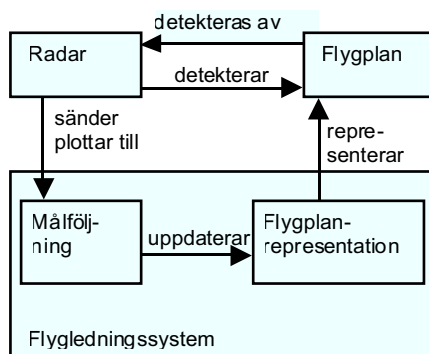 detekteras av
Radar
Flygplan
detekterar
sänder
plottar till
repre-
senterar
Målfölj-
ning
uppdaterar
Flygplan-
representation
Flygledningssystem